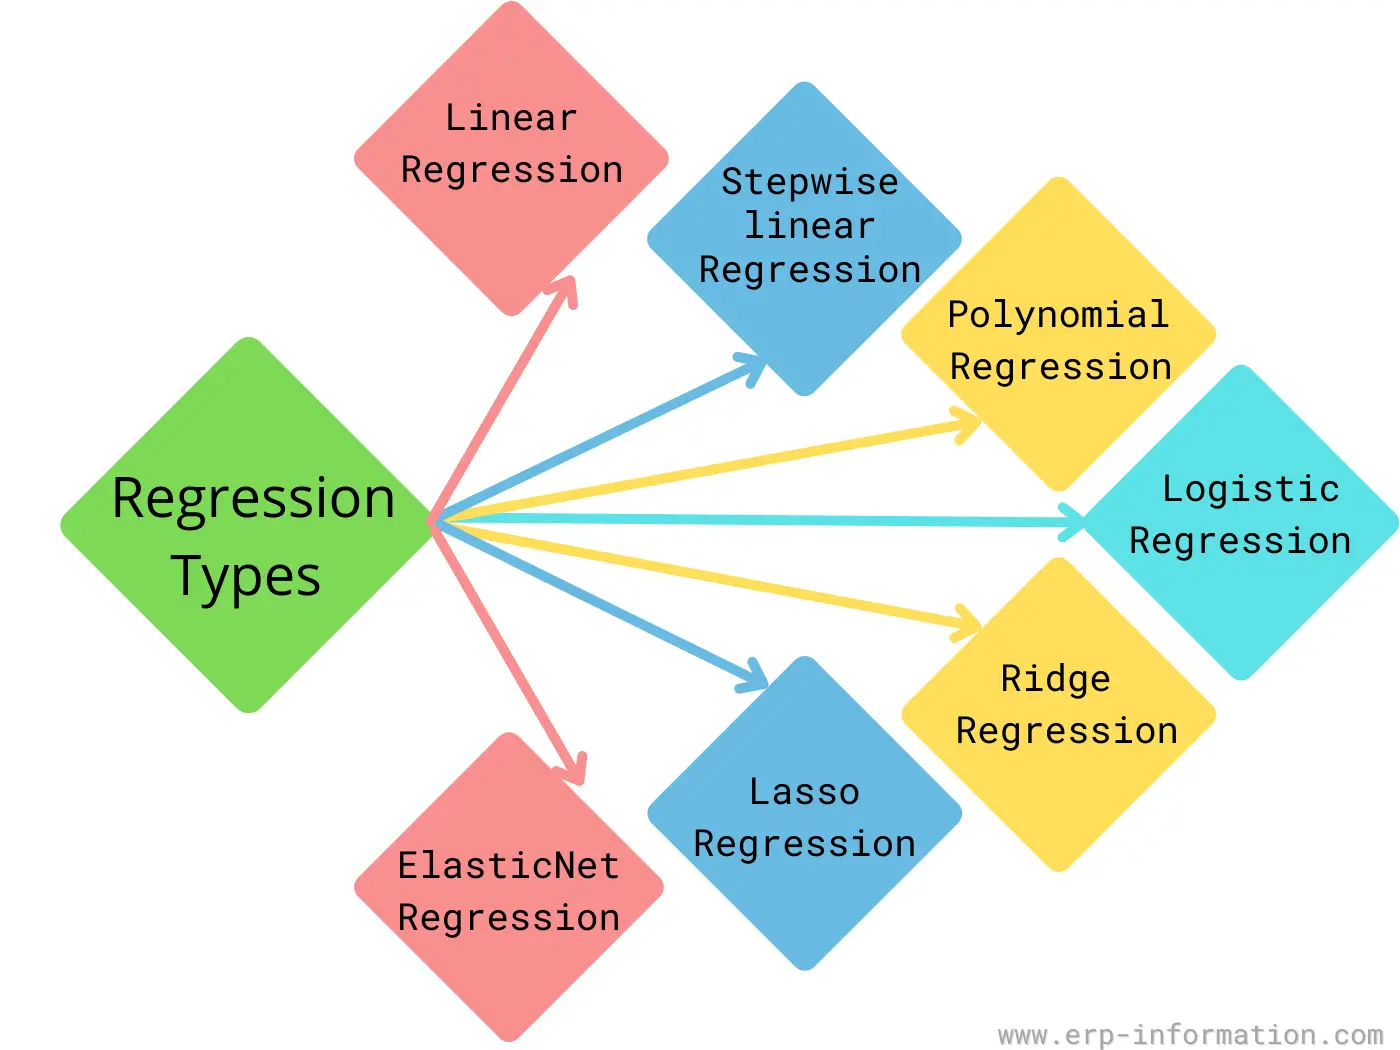 Linear
Regression
Stepwise
linear
Regression
Polynomial
Regression
Logistic
Regression
Regression
Types
Ridge
Regression
Lasso
Regression
ElasticNet
Regression
www.erp-information.com